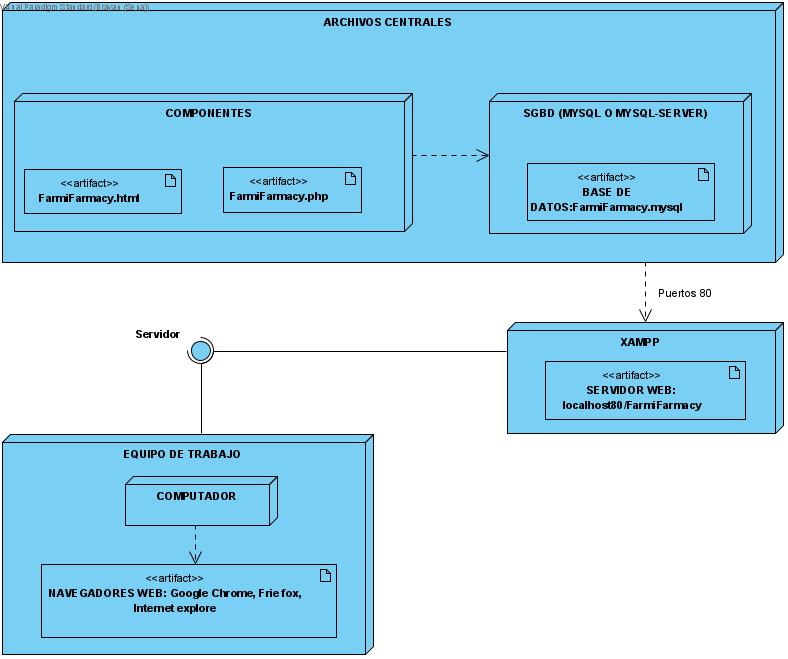 Visual Paradigm Standard(Brayan (Sena))
ARCHIVOS CENTRALES
COMPONENTES
<<artifact>>
FarmiFarmacy.html
<<artifact>>
FarmiFarmacy.php
SGBD (MYSQL O MYSQL-SERVER)
<<artifact>>
BASE DE
DATOS:FarmiFarmacy.mysql
Puertos 80
Servidor
XAMPP
<<artifact>>
SERVIDOR WEB:
localhost80/FarmiFarmacy
EQUIPO DE TRABAJO
COMPUTADOR
<<artifact>>
NAVEGADORES WEB: Google Chrome, Frie fox,
Internet explore